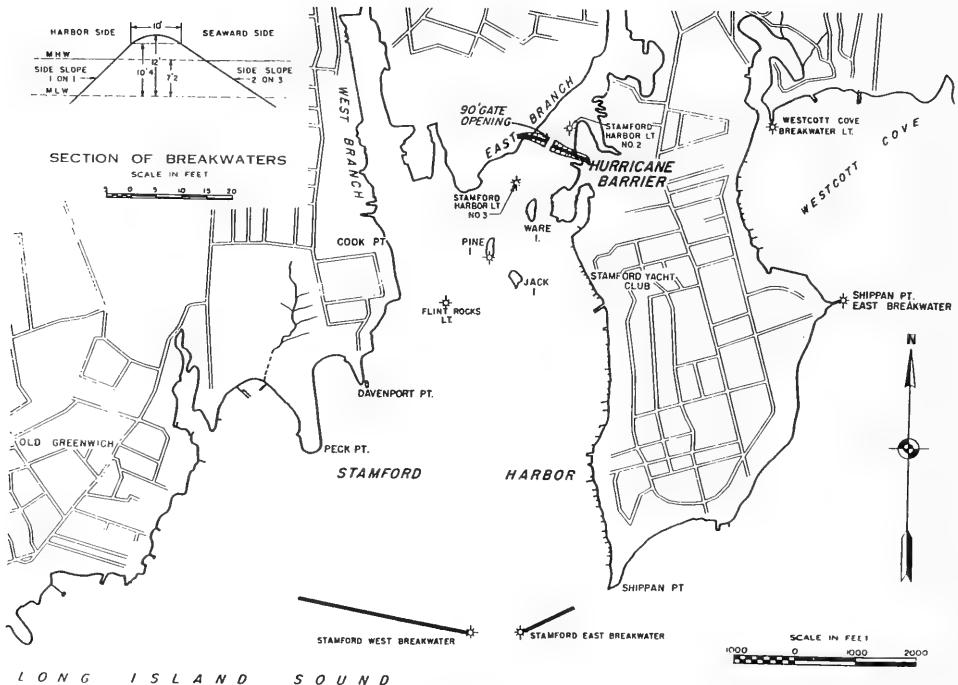 HARBOR SIDE
10'
SEAWARD SIDE
MHW
12'
SIDE SLOPE
1 ON 1
10'4
7'2
SIDE SLOPE
2 ON 3
MLW
SECTION OF BREAKWATERS
SCALE IN FEET
5 0 5 10 15 20
WEST BRANCH
EAST BRANCH
90' GATE
OPENING
STAMFORD
HARBOR LT
NO.2
HURRICANE
BARRIER
WESTCOTT COVE
BREAKWATER LT.
WESTCOTT COVE
STAMFORD
HARBOR LT
NO 3
WARE
I.
COOK PT
PINE
I
JACK
I
STAMFORD YACHT
CLUB
FLINT ROCKS
LT.
SHIPPAN PT.
EAST BREAKWATER
N
DAVENPORT PT.
OLD GREENWICH
PECK PT.
STAMFORD HARBOR
SHIPPAN PT
STAMFORD WEST BREAKWATER
STAMFORD EAST BREAKWATER
SCALE IN FEET
1000 0 1000 2000
LONG ISLAND SOUND